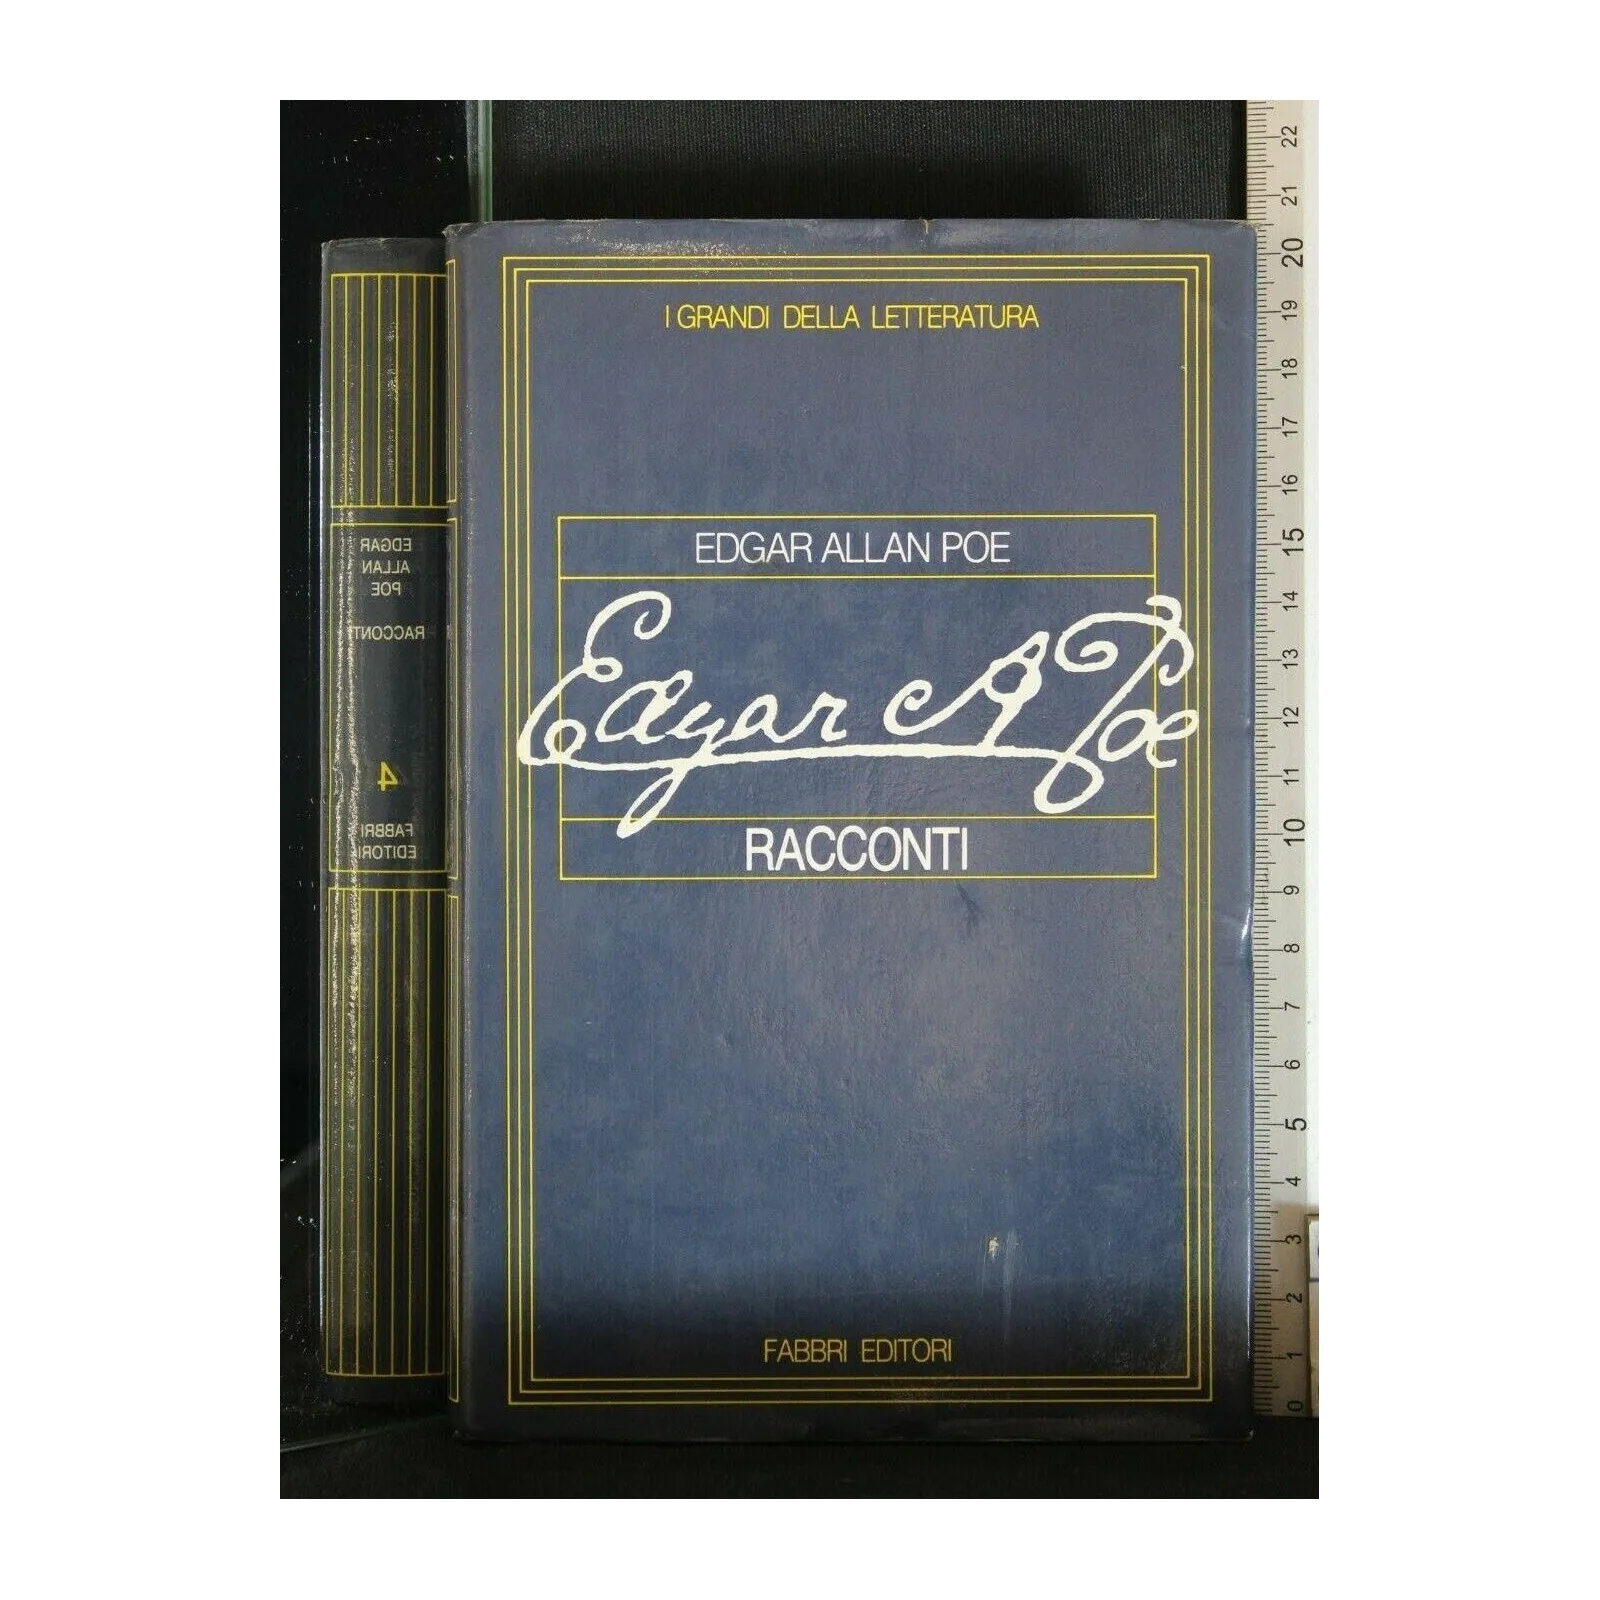 I GRANDI DELLA LETTERATURA
EDGAR ALLAN POE
Edgar A Poe
RACCONTI
FABBRI EDITORI
EDGAR
ALLAN
POE
RACCONTI
4
FABBRI
EDITORI
22
21
20
19
18
17
16
15
14
13
12
11
10
9
8
7
6
5
4
3
2
1
0